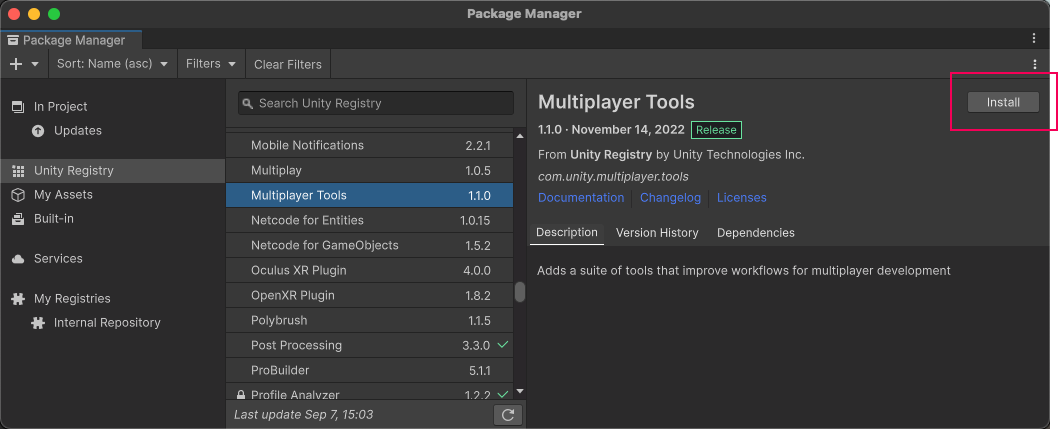 Package Manager
Package Manager
Sort: Name (asc)
Filters
Clear Filters
In Project
Updates
Unity Registry
My Assets
Built-in
Services
My Registries
Internal Repository
Search Unity Registry
Mobile Notifications 2.2.1
Multiplay 1.0.5
Multiplayer Tools 1.1.0
Netcode for Entities 1.0.15
Netcode for GameObjects 1.5.2
Oculus XR Plugin 4.0.0
OpenXR Plugin 1.8.2
Polybrush 1.1.5
Post Processing 3.3.0
ProBuilder 5.1.1
Profile Analyzer 1.2.2
Last update Sep 7, 15:03
Multiplayer Tools
Install
1.1.0 · November 14, 2022 Release
From Unity Registry by Unity Technologies Inc.
com.unity.multiplayer.tools
Documentation Changelog Licenses
Description Version History Dependencies
Adds a suite of tools that improve workflows for multiplayer development